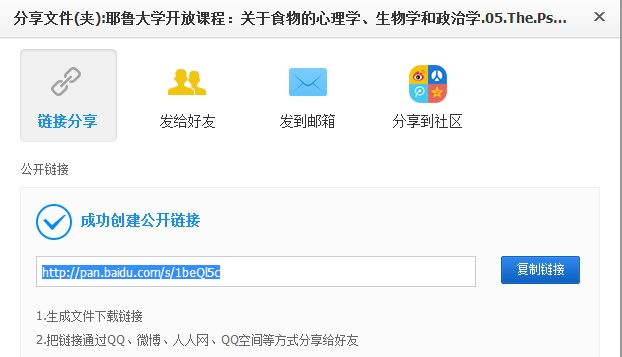 分享文件(夹):耶鲁大学开放课程：关于食物的心理学、生物学和政治学.05.The.Ps...
链接分享
发给好友
发到邮箱
分享到社区
公开链接
成功创建公开链接
http://pan.baidu.com/s/1beQl5c
复制链接
1.生成文件下载链接
2.把链接通过QQ、微博、人人网、QQ空间等方式分享给好友